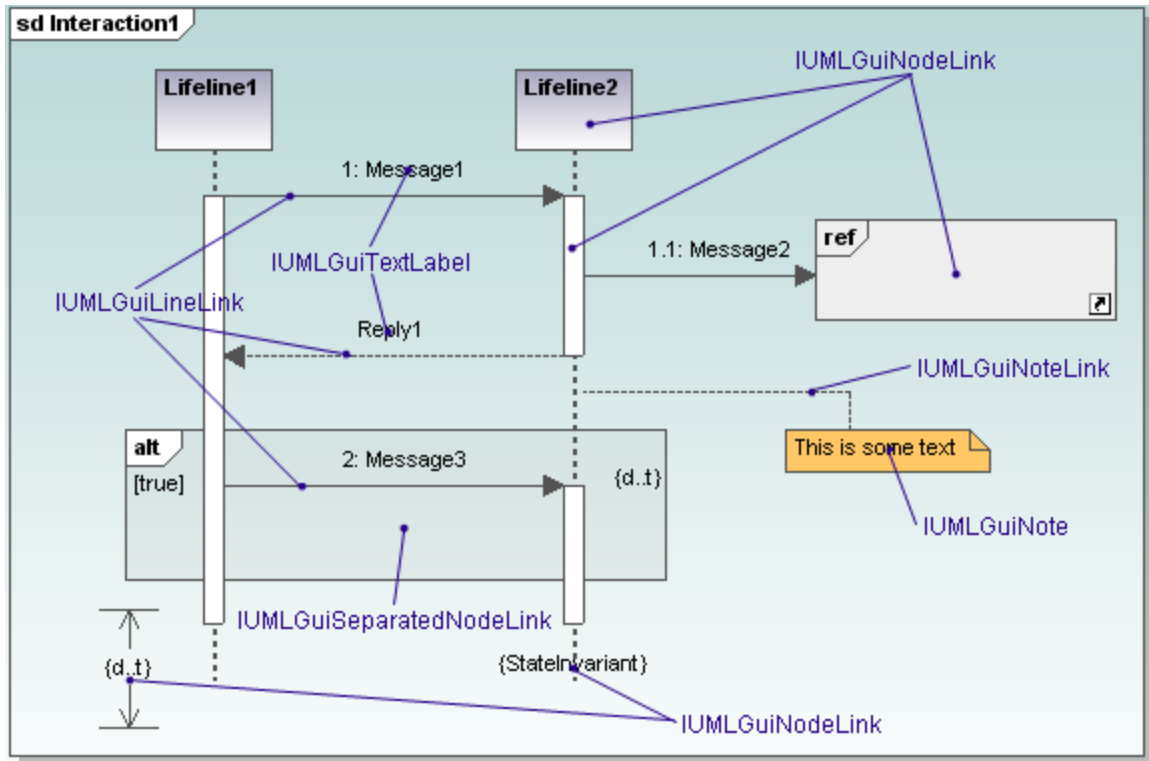 sd Interaction1
IUMLGuiNodeLink
Lifeline1
Lifeline2
1: Message1
ref
1.1: Message2
IUMLGuiTextLabel
IUMLGuiLineLink
Reply1
IUMLGuiNoteLink
alt
This is some text
2: Message3
[true]
{d..t}
IUMLGuiNote
IUMLGuiSeparatedNodeLink
{d..t}
{StateInvariant}
IUMLGuiNodeLink